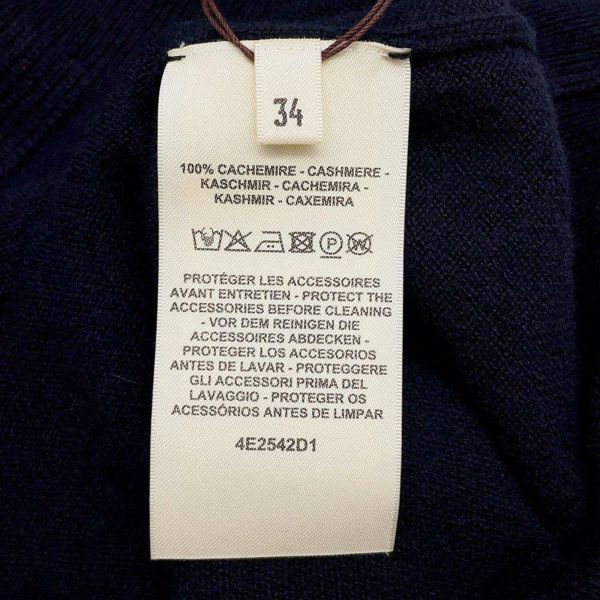 34
100% CACHEMIRE - CASHMERE -
KASCHMIR - CACHEMIRA -
KASHMIR - CAXEMIRA
P W
PROTÉGER LES ACCESSOIRES
AVANT ENTRETIEN - PROTECT THE
ACCESSORIES BEFORE CLEANING
- VOR DEM REINIGEN DIE
ACCESSOIRES ABDECKEN -
PROTEGER LOS ACCESORIOS
ANTES DE LAVAR - PROTEGGERE
GLI ACCESSORI PRIMA DEL
LAVAGGIO - PROTEGER OS
ACESSÓRIOS ANTES DE LIMPAR
4E2542D1